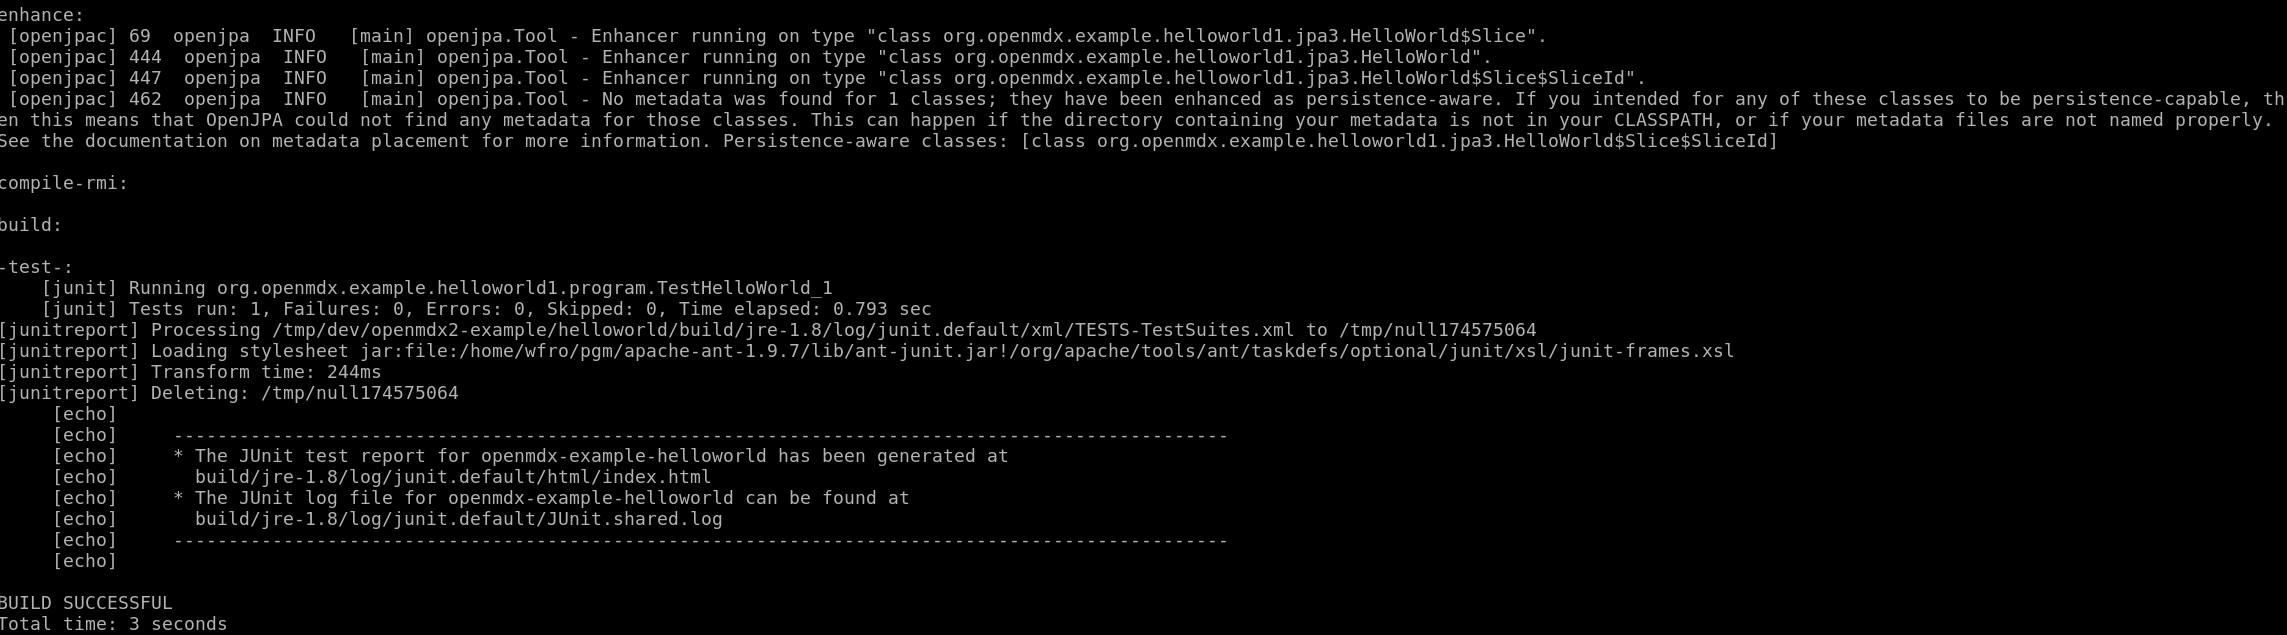 enhance:
[openjpac] 69  openjpa  INFO   [main] openjpa.Tool - Enhancer running on type "class org.openmdx.example.helloworld1.jpa3.HelloWorld$Slice".
[openjpac] 444  openjpa  INFO   [main] openjpa.Tool - Enhancer running on type "class org.openmdx.example.helloworld1.jpa3.HelloWorld".
[openjpac] 447  openjpa  INFO   [main] openjpa.Tool - Enhancer running on type "class org.openmdx.example.helloworld1.jpa3.HelloWorld$Slice$SliceId".
[openjpac] 462  openjpa  INFO   [main] openjpa.Tool - No metadata was found for 1 classes; they have been enhanced as persistence-aware. If you intended for any of these classes to be persistence-capable, th
en this means that OpenJPA could not find any metadata for those classes. This can happen if the directory containing your metadata is not in your CLASSPATH, or if your metadata files are not named properly.
See the documentation on metadata placement for more information. Persistence-aware classes: [class org.openmdx.example.helloworld1.jpa3.HelloWorld$Slice$SliceId]
compile-rmi:
build:
-test-:
[junit] Running org.openmdx.example.helloworld1.program.TestHelloWorld_1
[junit] Tests run: 1, Failures: 0, Errors: 0, Skipped: 0, Time elapsed: 0.793 sec
[junitreport] Processing /tmp/dev/openmdx2-example/helloworld/build/jre-1.8/log/junit.default/xml/TESTS-TestSuites.xml to /tmp/null174575064
[junitreport] Loading stylesheet jar:file:/home/wfro/pgm/apache-ant-1.9.7/lib/ant-junit.jar!/org/apache/tools/ant/taskdefs/optional/junit/xsl/junit-frames.xsl
[junitreport] Transform time: 244ms
[junitreport] Deleting: /tmp/null174575064
[echo]
[echo]     ------------------------------------------------------------------------------------------------
[echo]     * The JUnit test report for openmdx-example-helloworld has been generated at
[echo]       build/jre-1.8/log/junit.default/html/index.html
[echo]     * The JUnit log file for openmdx-example-helloworld can be found at
[echo]       build/jre-1.8/log/junit.default/JUnit.shared.log
[echo]     ------------------------------------------------------------------------------------------------
[echo]
BUILD SUCCESSFUL
Total time: 3 seconds